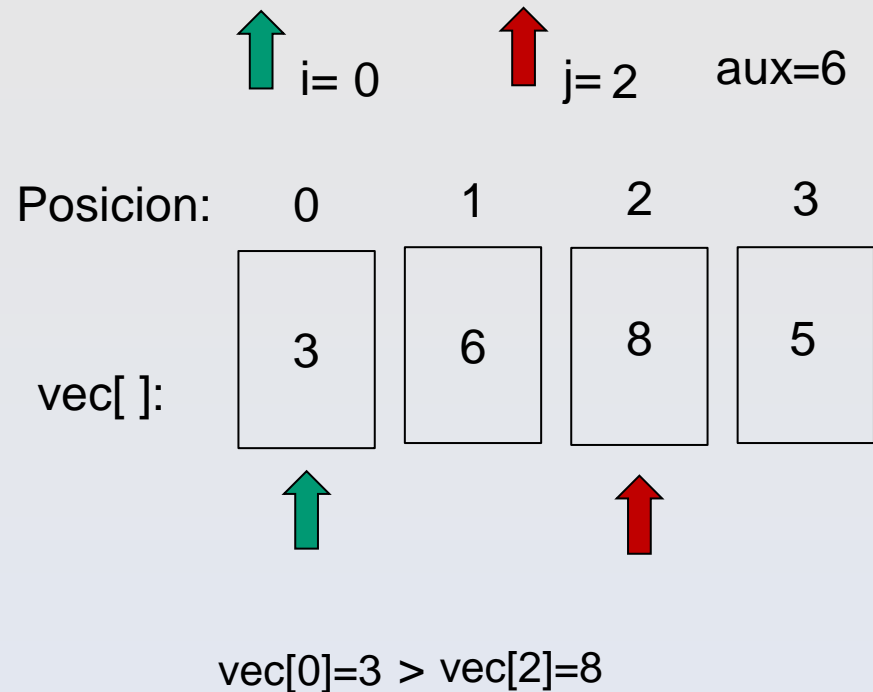 i= 0 j= 2 aux=6
Posicion: 0 1 2 3
3 6 8 5
vec[ ]:
vec[0]=3 > vec[2]=8